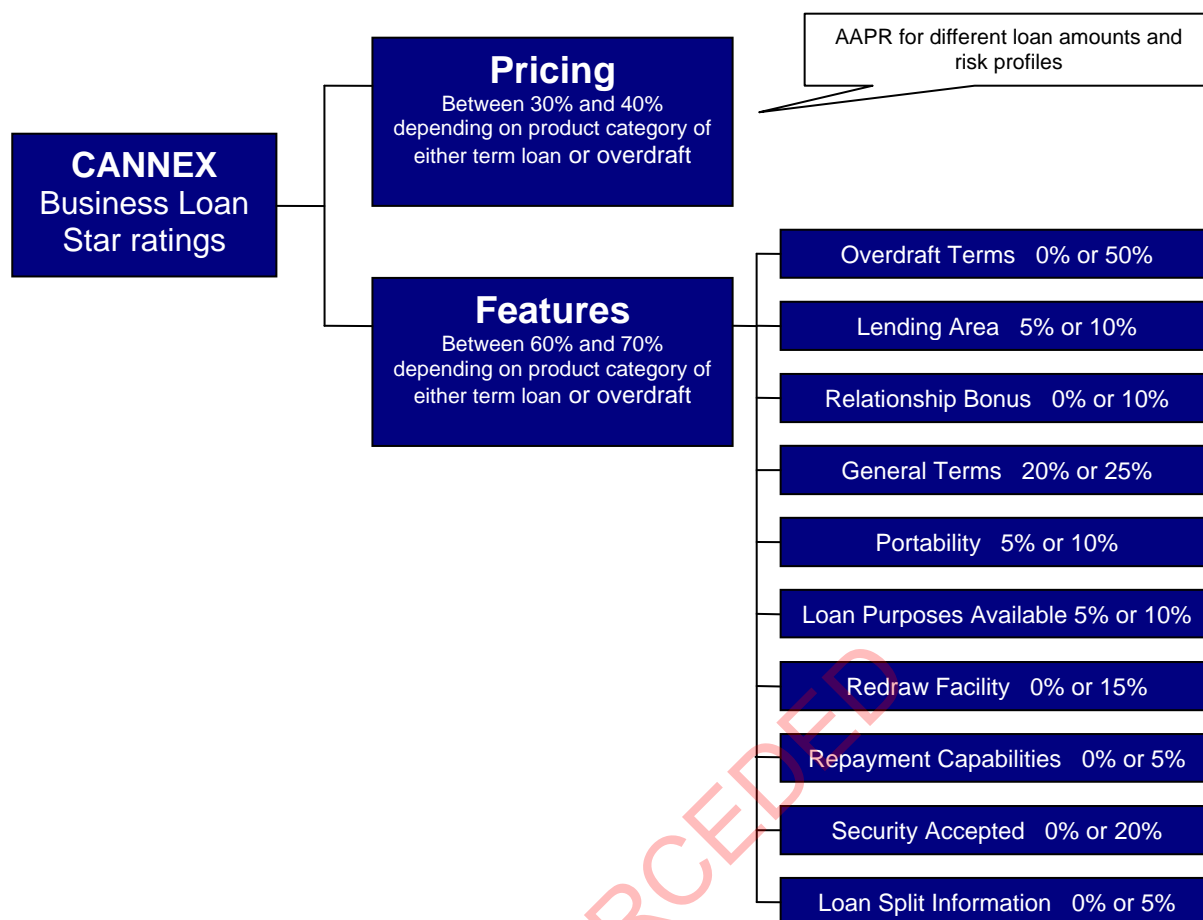 AAPR for different loan amounts and
risk profiles
Pricing
Between 30% and 40%
depending on product category of
either term loan or overdraft
CANNEX
Business Loan
Star ratings
Features
Between 60% and 70%
depending on product category of
either term loan or overdraft
Overdraft Terms 0% or 50%
Lending Area 5% or 10%
Relationship Bonus 0% or 10%
General Terms 20% or 25%
Portability 5% or 10%
Loan Purposes Available 5% or 10%
Redraw Facility 0% or 15%
Repayment Capabilities 0% or 5%
Security Accepted 0% or 20%
Loan Split Information 0% or 5%
RCEDED